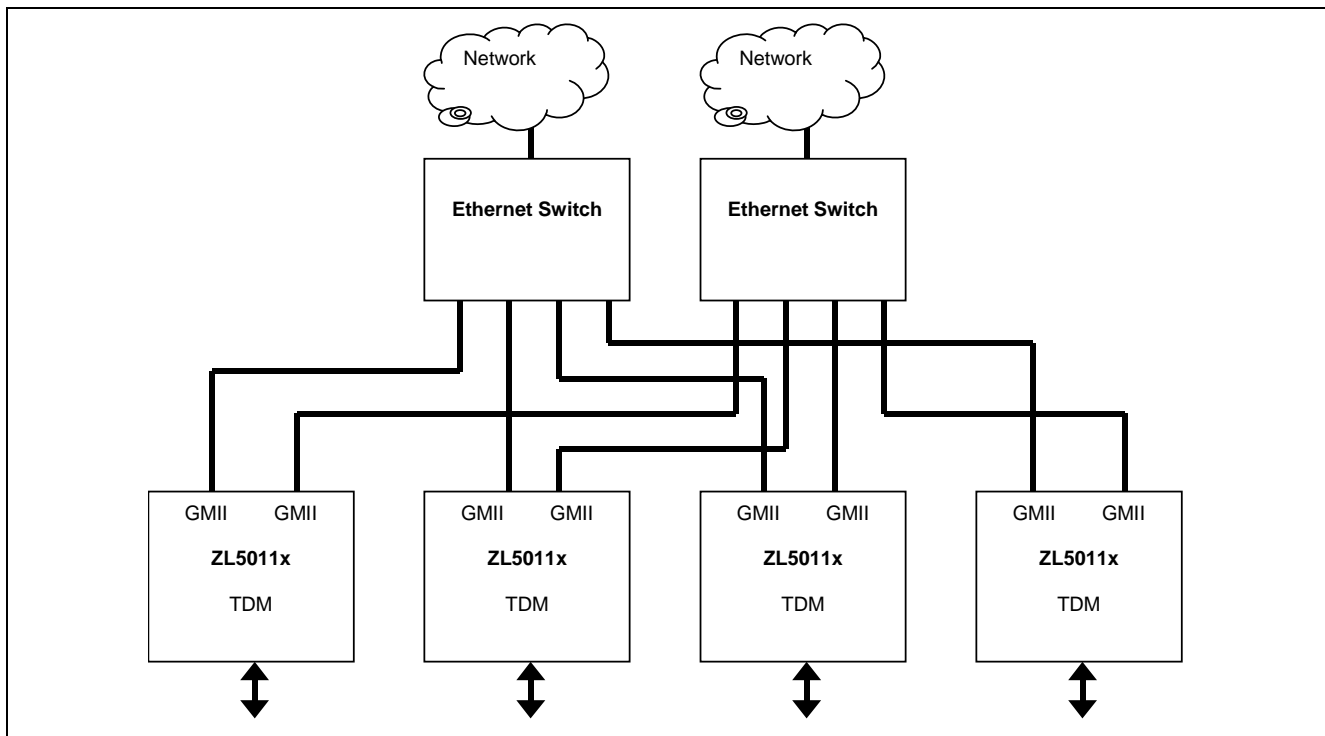 Network Network
Ethernet Switch Ethernet Switch
GMII GMII GMII GMII GMII GMII GMII GMII
ZL5011x ZL5011x ZL5011x ZL5011x
TDM TDM TDM TDM